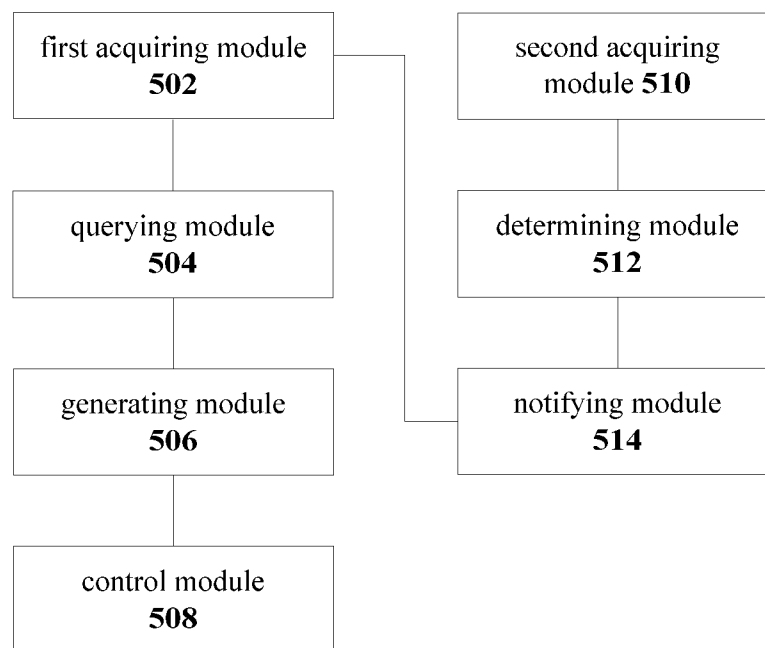 first acquiring module
502
querying module
504
generating module
506
control module
508
second acquiring
module 510
determining module
512
notifying module
514